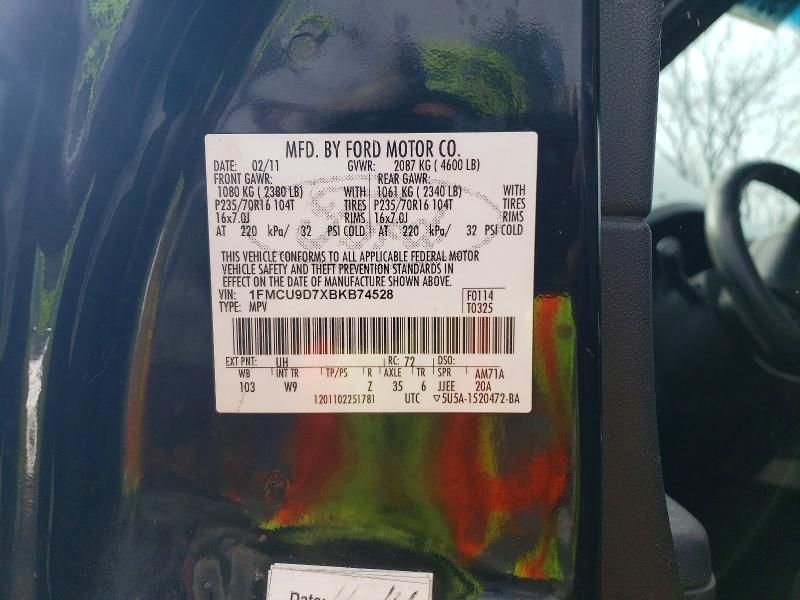 MFD. BY FORD MOTOR CO.
DATE: 02/11 GVWR: 2087 KG ( 4600 LB)
FRONT GAWR: REAR GAWR:
1080 KG ( 2380 LB) WITH 1061 KG ( 2340 LB) WITH
P235/70R16 104T TIRES P235/70R16 104T TIRES
16x7.0J RIMS 16x7.0J RIMS
AT 220 kPa/ 32 PSI COLD AT 220 kPa/ 32 PSI COLD
Ford
THIS VEHICLE CONFORMS TO ALL APPLICABLE FEDERAL MOTOR
VEHICLE SAFETY AND THEFT PREVENTION STANDARDS IN
EFFECT ON THE DATE OF MANUFACTURE SHOWN ABOVE.
VIN: 1FMCU9D7XBKB74528 F0114
TYPE: MPV T0325
EXT PNT: UH RC: 72 DSO:
WB INT TR TP/PS R AXLE TR SPR AM71A
103 W9 Z 35 6 JJEE 20A
1201102251781 UTC ▽5U5A-1520472-BA
Date: